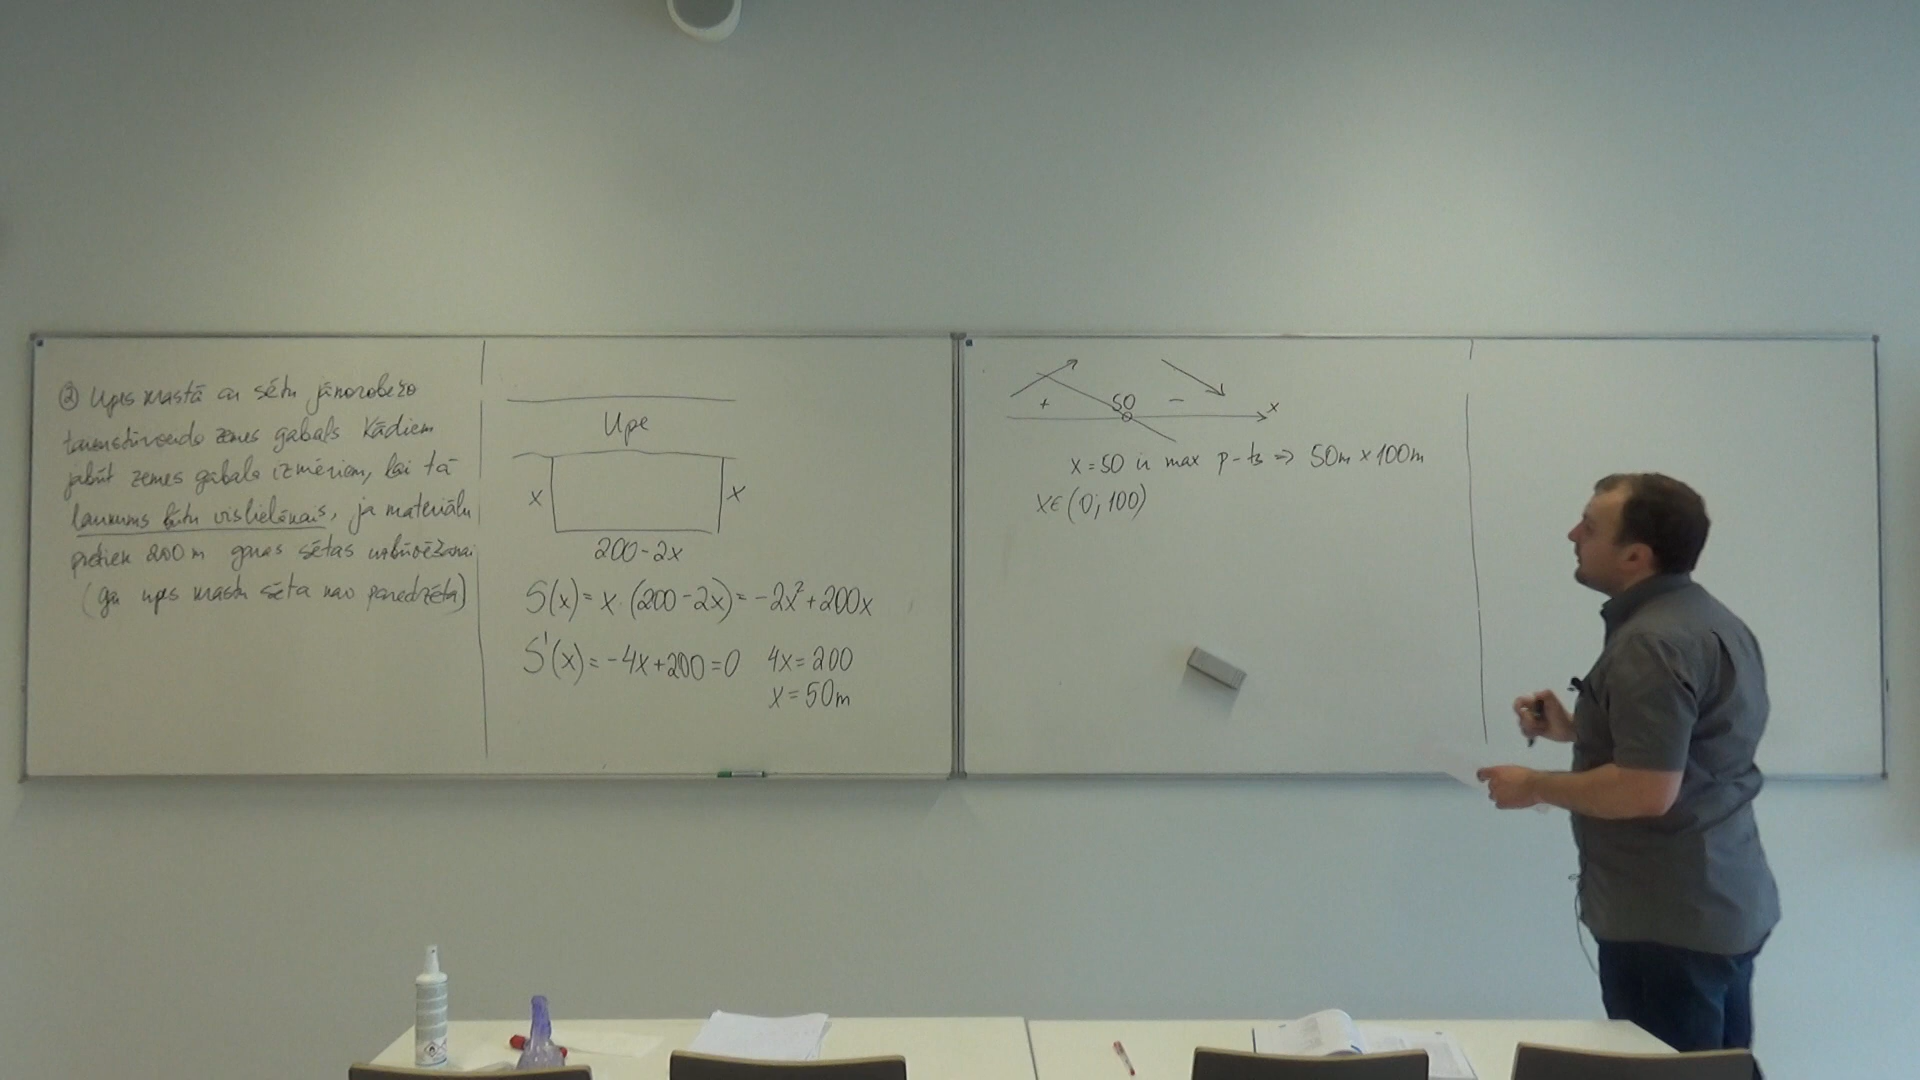 ② Upes krastā ar sētu jānorobežo
taisnstūrveida zemes gabals. Kādiem
jābūt zemes gabala izmēriem, lai tā
laukums būtu vislielākais, ja materiālu
pietiek 200 m garas sētas uzbūvēšanai
(gar upes krastu sēta nav paredzēta)
Upe
x
x
200-2x
S(x) = x·(200-2x) = -2x²+200x
S'(x) = -4x+200=0 4x=200
x=50m
+ 50 - x
x=50 ir max p-ts ⇒ 50m x 100m
x∈(0;100)